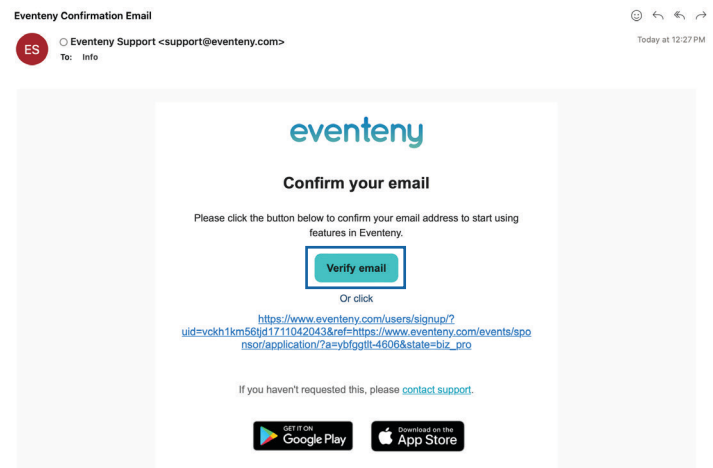 Eventeny Confirmation Email
ES
Eventeny Support <support@eventeny.com>
Today at 12:27 PM
To: Info
eventeny
Confirm your email
Please click the button below to confirm your email address to start using
features in Eventeny.
Verify email
Or click
https://www.eventeny.com/users/signup/?
uid=vckh1km56tjd1711042043&ref=https://www.eventeny.com/events/spo
nsor/application/?a=ybfggtlt-4606&state=biz_pro
If you haven't requested this, please contact support.
GET IT ON
Google Play
Download on the
App Store